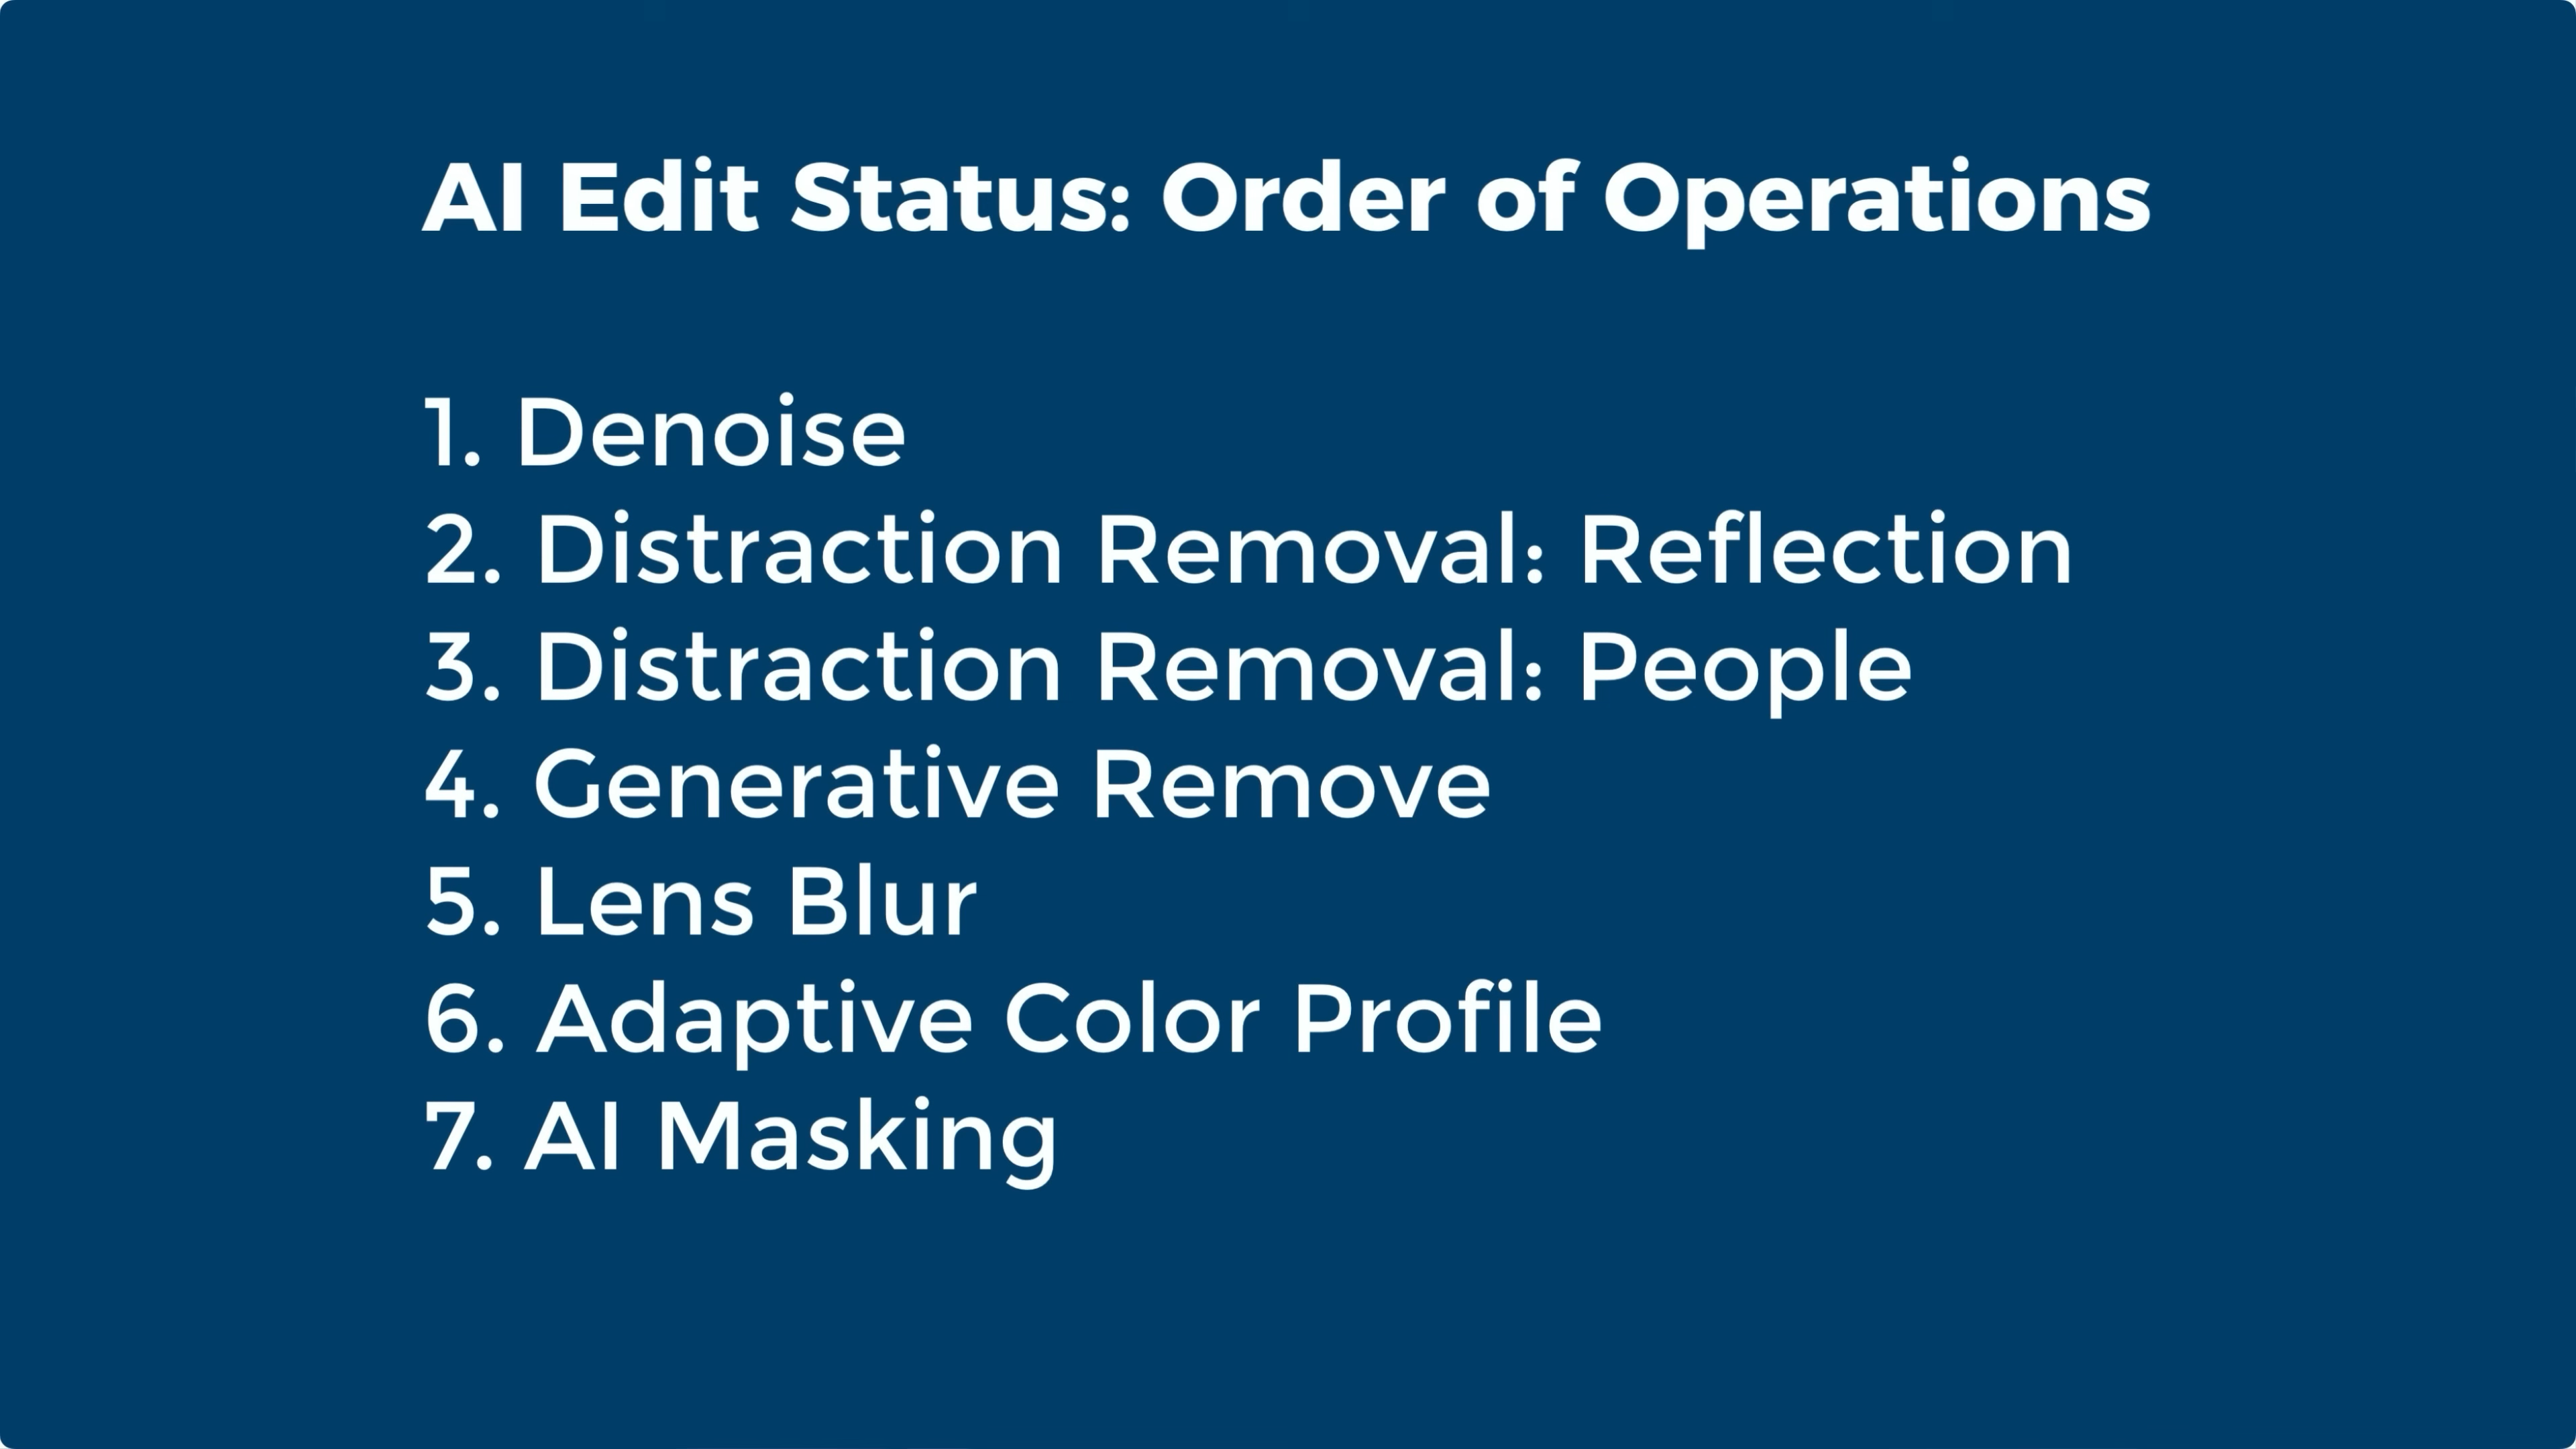 AI Edit Status: Order of Operations
1. Denoise
2. Distraction Removal: Reflection
3. Distraction Removal: People
4. Generative Remove
5. Lens Blur
6. Adaptive Color Profile
7. AI Masking